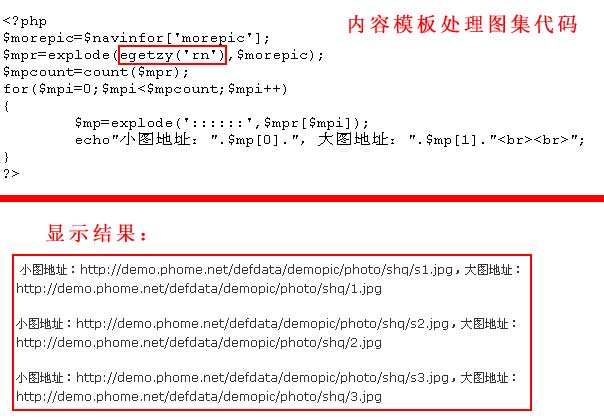 <?php
内容模板处理图集代码
$morepic=$navinfor['morepic'];
$mpr=explode(egetzy('rn'),$morepic);
$mpcount=count($mpr);
for($mpi=0;$mpi<$mpcount;$mpi++)
{
$mp=explode('::::::',$mpr[$mpi]);
echo"小图地址：".$mp[0].", 大图地址：".$mp[1]."<br><br>";
}
?>
显示结果：
小图地址：http://demo.phome.net/defdata/demopic/photo/shq/s1.jpg，大图地址：
http://demo.phome.net/defdata/demopic/photo/shq/1.jpg
小图地址：http://demo.phome.net/defdata/demopic/photo/shq/s2.jpg，大图地址：
http://demo.phome.net/defdata/demopic/photo/shq/2.jpg
小图地址：http://demo.phome.net/defdata/demopic/photo/shq/s3.jpg，大图地址：
http://demo.phome.net/defdata/demopic/photo/shq/3.jpg